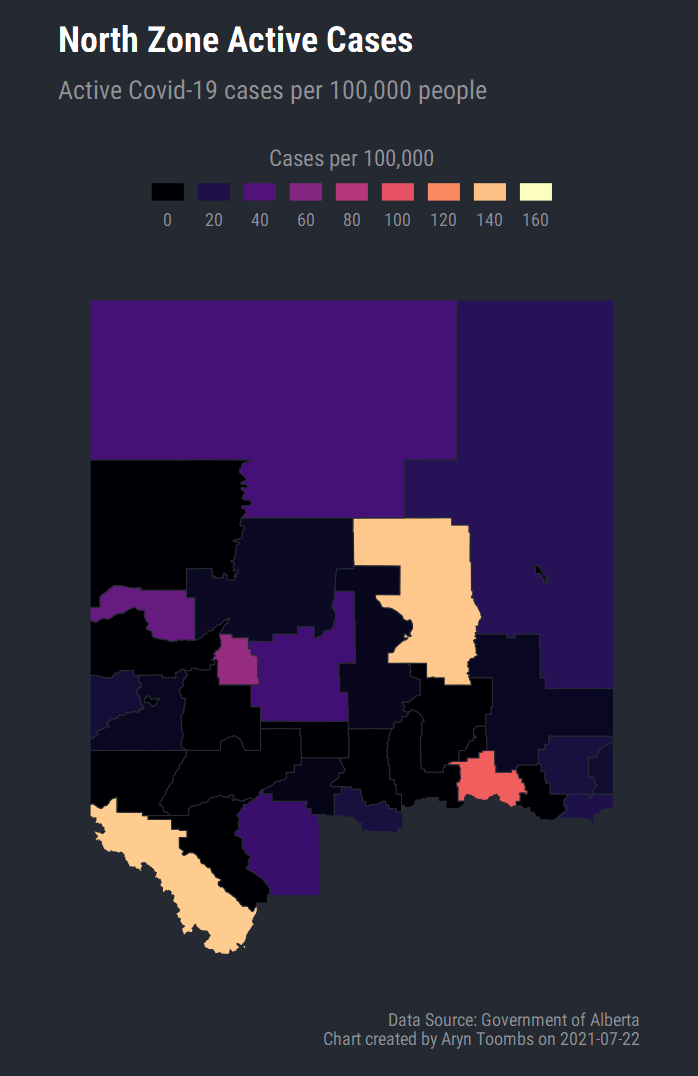 North Zone Active Cases
Active Covid-19 cases per 100,000 people
Cases per 100,000
0 20 40 60 80 100 120 140 160
Data Source: Government of Alberta
Chart created by Aryn Toombs on 2021-07-22